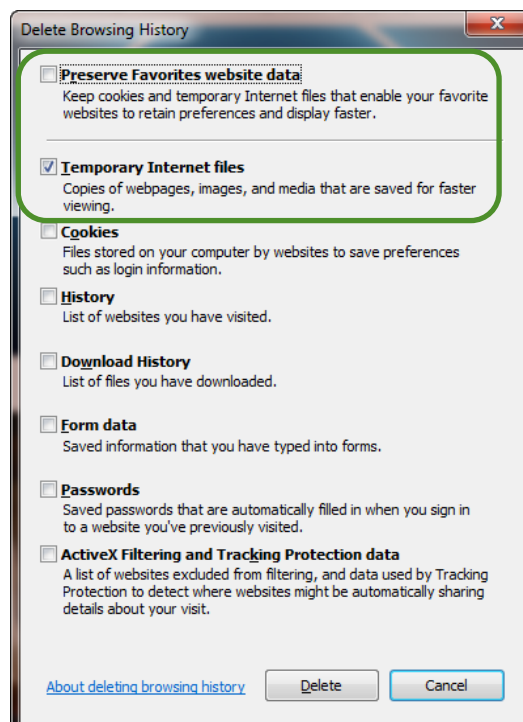 Delete Browsing History
Preserve Favorites website data
Keep cookies and temporary Internet files that enable your favorite
websites to retain preferences and display faster.
Temporary Internet files
Copies of webpages, images, and media that are saved for faster
viewing.
Cookies
Files stored on your computer by websites to save preferences
such as login information.
History
List of websites you have visited.
Download History
List of files you have downloaded.
Form data
Saved information that you have typed into forms.
Passwords
Saved passwords that are automatically filled in when you sign in
to a website you've previously visited.
ActiveX Filtering and Tracking Protection data
A list of websites excluded from filtering, and data used by Tracking
Protection to detect where websites might be automatically sharing
details about your visit.
About deleting browsing history
Delete
Cancel